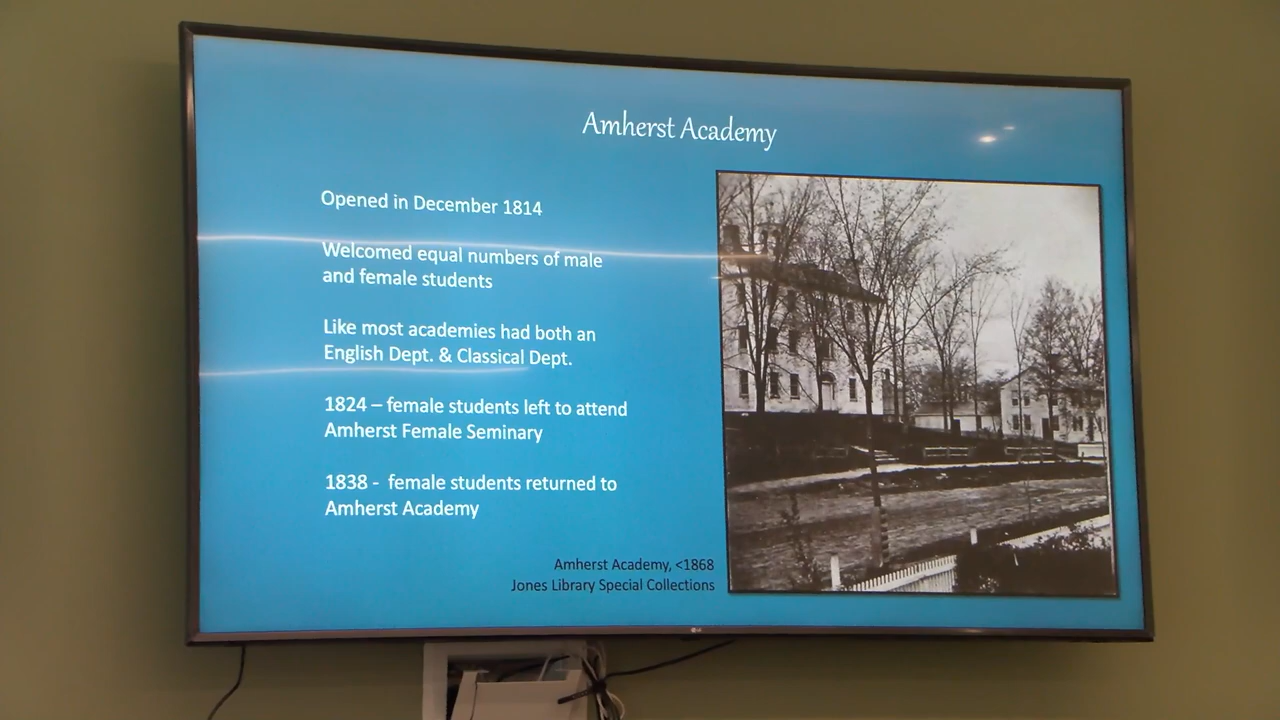 Amherst Academy
Opened in December 1814
Welcomed equal numbers of male
and female students
Like most academies had both an
English Dept. & Classical Dept.
1824 – female students left to attend
Amherst Female Seminary
1838 - female students returned to
Amherst Academy
Amherst Academy, <1868
Jones Library Special Collections
LG